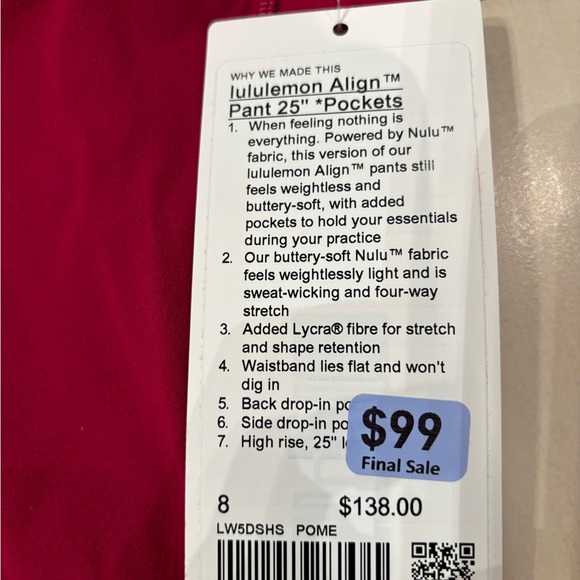 WHY WE MADE THIS
lululemon Align™
Pant 25" *Pockets
1. When feeling nothing is
everything. Powered by Nulu™
fabric, this version of our
lululemon Align™ pants still
feels weightless and
buttery-soft, with added
pockets to hold your essentials
during your practice
2. Our buttery-soft Nulu™ fabric
feels weightlessly light and is
sweat-wicking and four-way
stretch
3. Added Lycra® fibre for stretch
and shape retention
4. Waistband lies flat and won't
dig in
5. Back drop-in
6. Side drop-in
7. High rise, 25"
$99
Final Sale
8 $138.00
LW5DSHS POME